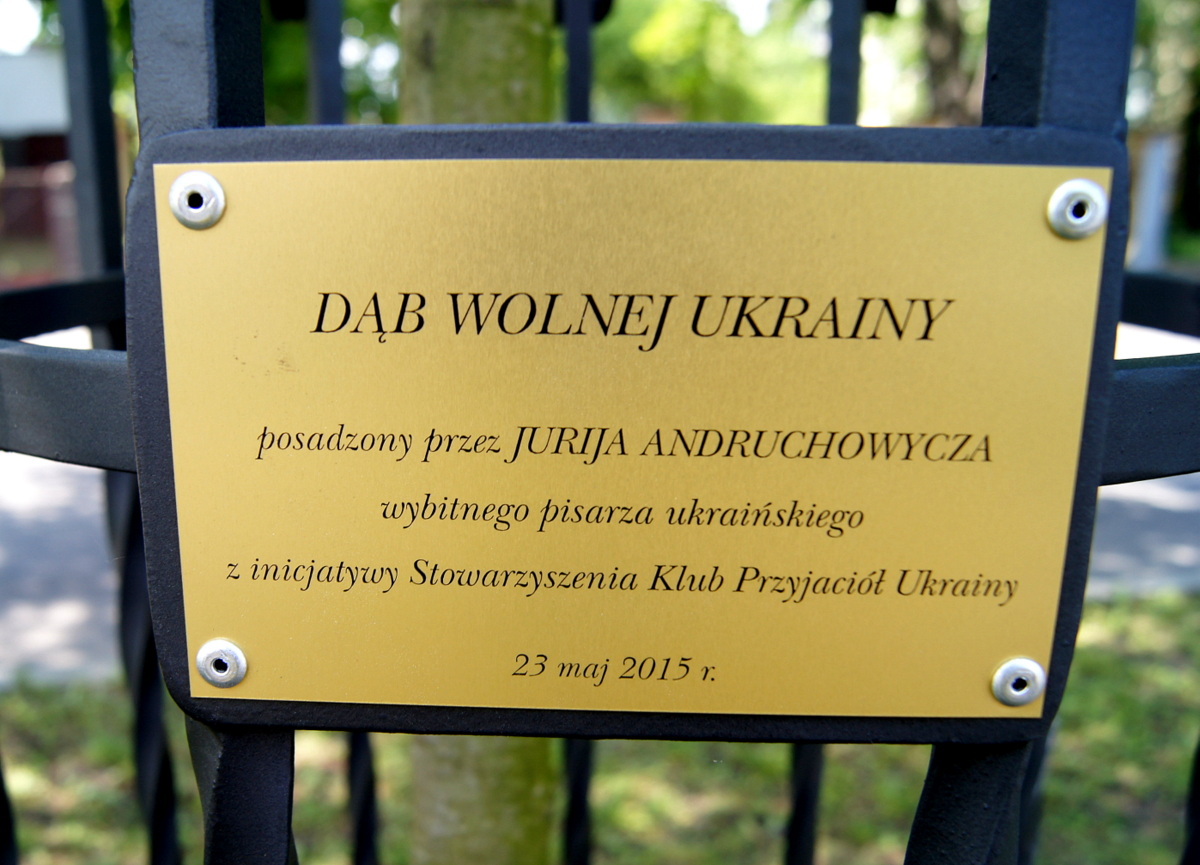 DĄB WOLNEJ UKRAINY
posadzony przez JURIJA ANDRUCHOWYCZA
wybitnego pisarza ukraińskiego
z inicjatywy Stowarzyszenia Klub Przyjaciół Ukrainy
23 maj 2015 r.